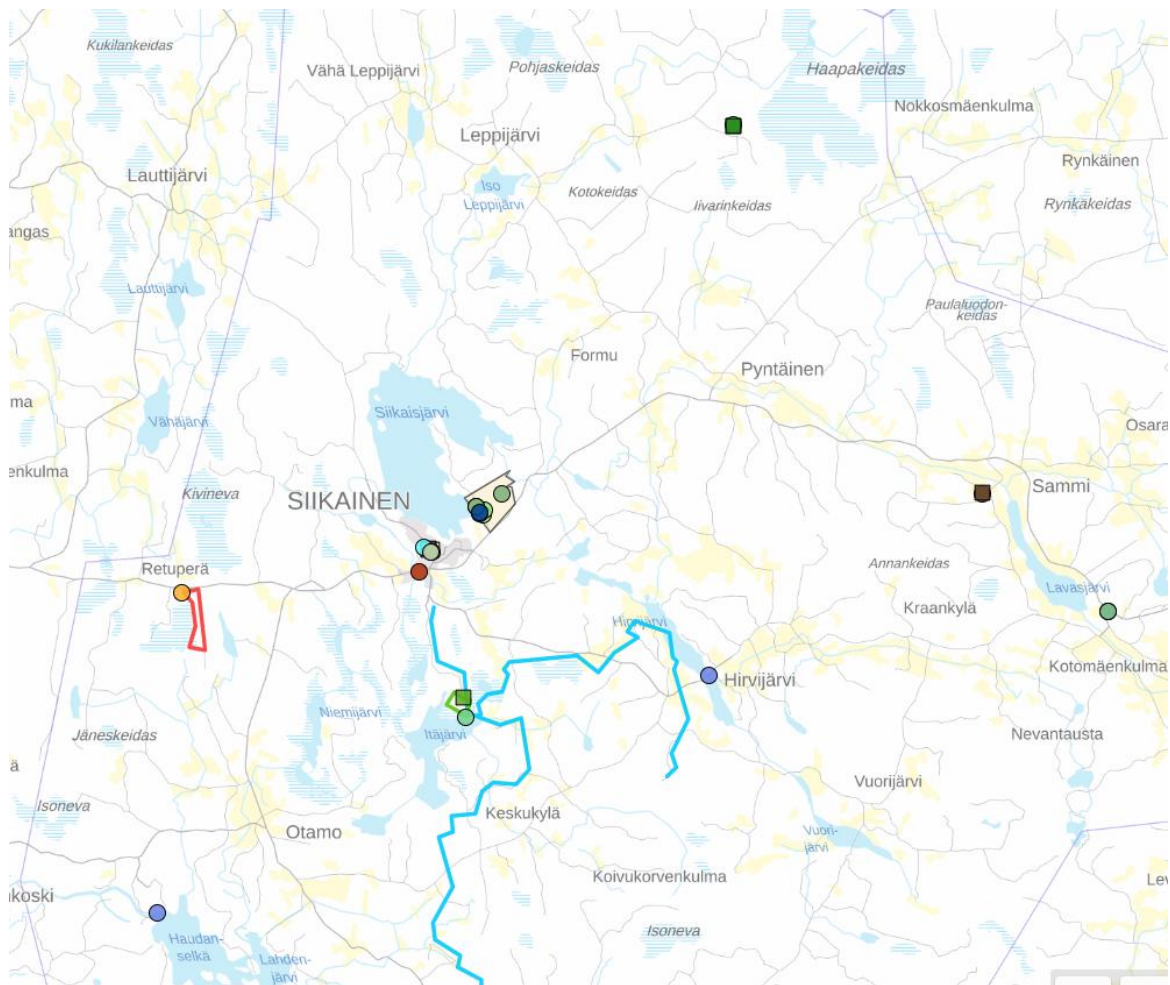 Kukilankeidas
Vähä Leppijärvi
Pohjaskeidas
Haapakeidas
Nokkosmäenkulma
Leppijärvi
Rynkäinen
Lauttijärvi
Iso
Leppijärvi
Kotokeidas
Iivarinkeidas
Rynkäkeidas
angas
Lauttijärvi
Paulaluodon-
keidas
Formu
Pyntäinen
ma
Vähäjärvi
Siikaisjärvi
Osara
enkulma
Kivineva
SIIKAINEN
Sammi
Retuperä
Annankeidas
Lavasjärvi
Kraankylä
Hirvijärvi
Kotomäenkulma
Hirvijärvi
Niemijärvi
Itäjärvi
Jäneskeidas
Nevantausta
ä
Vuorijärvi
Isoneva
Keskukylä
Otamo
Vuori-
järvi
Koivukorvenkulma
Lev
nkoski
Isoneva
Haudan-
selkä
Lahden-
järvi